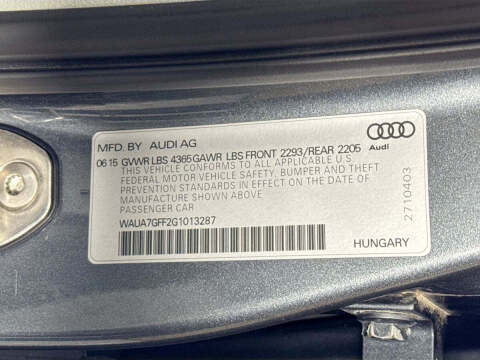 MFD. BY AUDI AG
06 15 GVWR LBS 4365 GAWR LBS FRONT 2293/REAR 2205
Audi
THIS VEHICLE CONFORMS TO ALL APPLICABLE U.S.
FEDERAL MOTOR VEHICLE SAFETY, BUMPER AND THEFT
PREVENTION STANDARDS IN EFFECT ON THE DATE OF
MANUFACTURE SHOWN ABOVE
PASSENGER CAR
WAUA7GFF2G1013287
HUNGARY
2710403